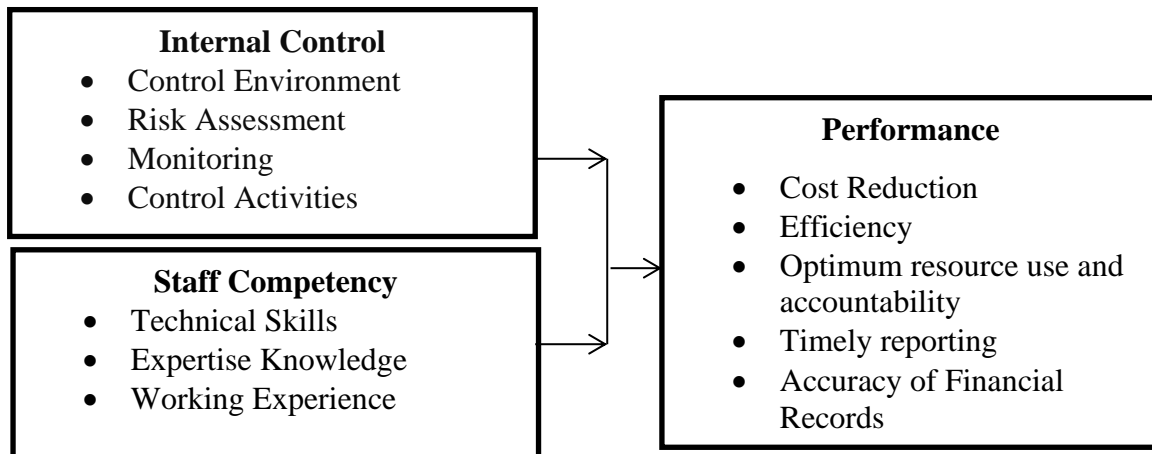 Internal Control
• Control Environment
• Risk Assessment
• Monitoring
• Control Activities
Staff Competency
• Technical Skills
• Expertise Knowledge
• Working Experience
Performance
• Cost Reduction
• Efficiency
• Optimum resource use and
accountability
• Timely reporting
• Accuracy of Financial
Records